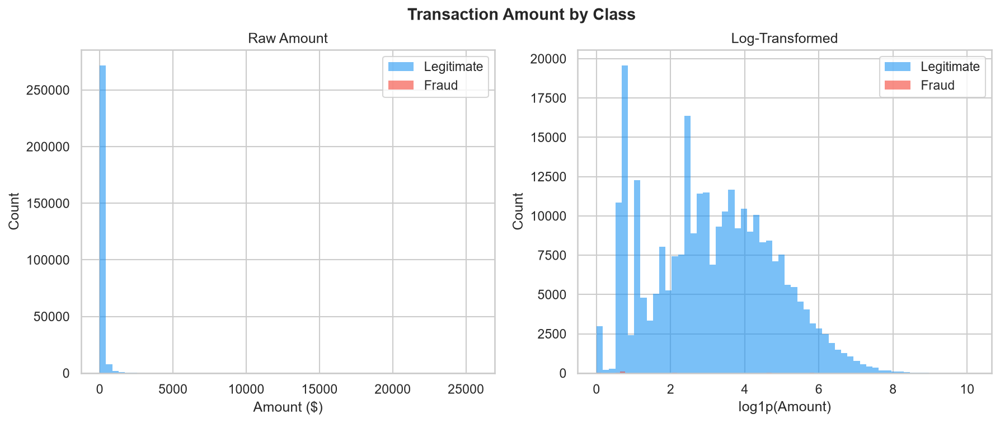 Transaction Amount by Class
Raw Amount
Legitimate
Fraud
250000
200000
150000
100000
50000
0
Count
0 5000 10000 15000 20000 25000
Amount ($)
Log-Transformed
Legitimate
Fraud
20000
17500
15000
12500
10000
7500
5000
2500
0
Count
0 2 4 6 8 10
log1p(Amount)